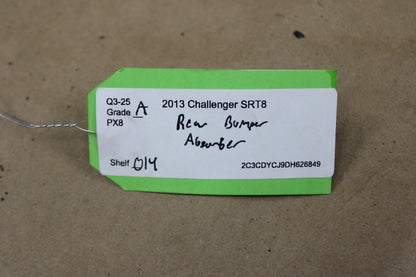 Q3-25
Grade A
PX8
2013 Challenger SRT8
Rear Bumper
Absorber
Shelf 014
2C3CDYCJ9DH626849